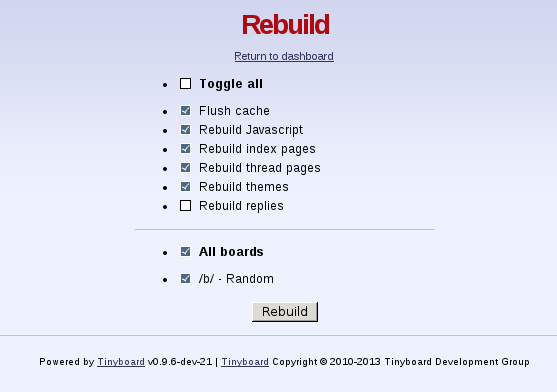 Rebuild
Return to dashboard
Toggle all
Flush cache
Rebuild Javascript
Rebuild index pages
Rebuild thread pages
Rebuild themes
Rebuild replies
All boards
/b/ - Random
Rebuild
Powered by Tinyboard v0.9.6-dev-21 | Tinyboard Copyright © 2010-2013 Tinyboard Development Group